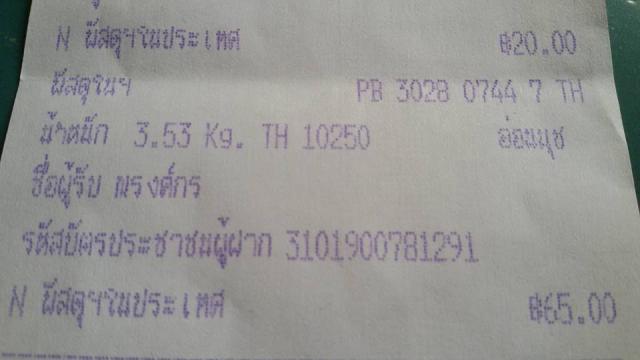 N พัสดุฯในประเทศ ฿20.00
พัสดุในฯ PB 3028 0744 7 TH
น้ำหนัก 3.53 Kg. TH 10250 อ่อนนุช
ชื่อผู้รับ พรงศ์กร
รหัสบัตรประชาชนผู้ฝาก 3101900781291
N พัสดุฯในประเทศ ฿65.00